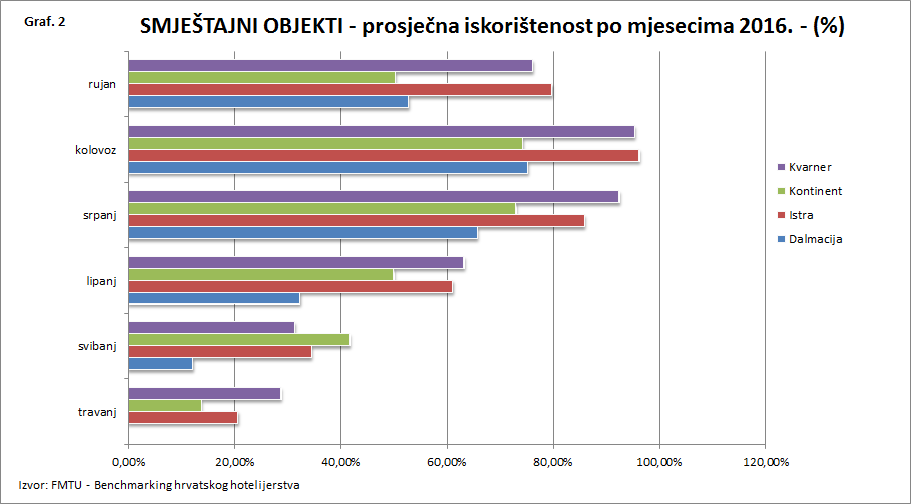 Graf. 2
SMJEŠTAJNI OBJEKTI - prosječna iskorištenost po mjesecima 2016. - (%)
rujan
kolovoz
srpanj
lipanj
svibanj
travanj
Kvarner
Kontinent
Istra
Dalmacija
0,00% 20,00% 40,00% 60,00% 80,00% 100,00% 120,00%
Izvor: FMTU - Benchmarking hrvatskog hotelijerstva